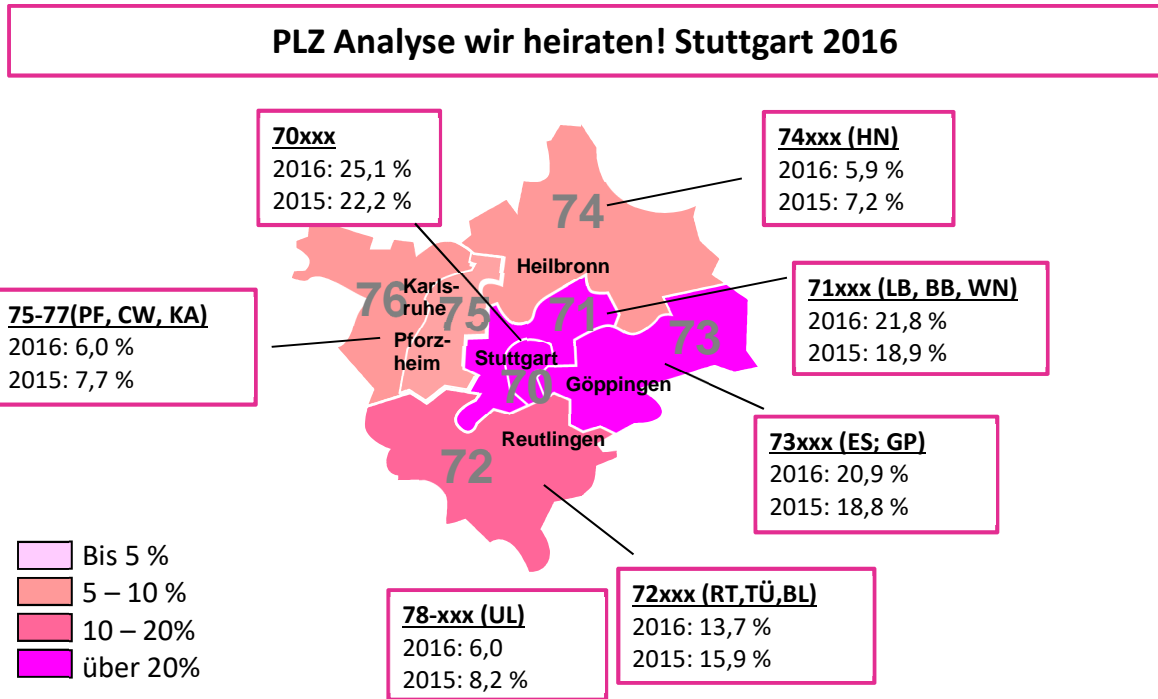 PLZ Analyse wir heiraten! Stuttgart 2016
70xxx
2016: 25,1 %
2015: 22,2 %
74xxx (HN)
2016: 5,9 %
2015: 7,2 %
74
Heilbronn
71xxx (LB, BB, WN)
2016: 21,8 %
2015: 18,9 %
76
Karls-
ruhe
75
71
73
75-77(PF, CW, KA)
2016: 6,0 %
2015: 7,7 %
Pforz-
heim
Stuttgart
70
Göppingen
73xxx (ES; GP)
2016: 20,9 %
2015: 18,8 %
Reutlingen
72
Bis 5 %
5 – 10 %
10 – 20%
über 20%
78-xxx (UL)
2016: 6,0
2015: 8,2 %
72xxx (RT,TÜ,BL)
2016: 13,7 %
2015: 15,9 %